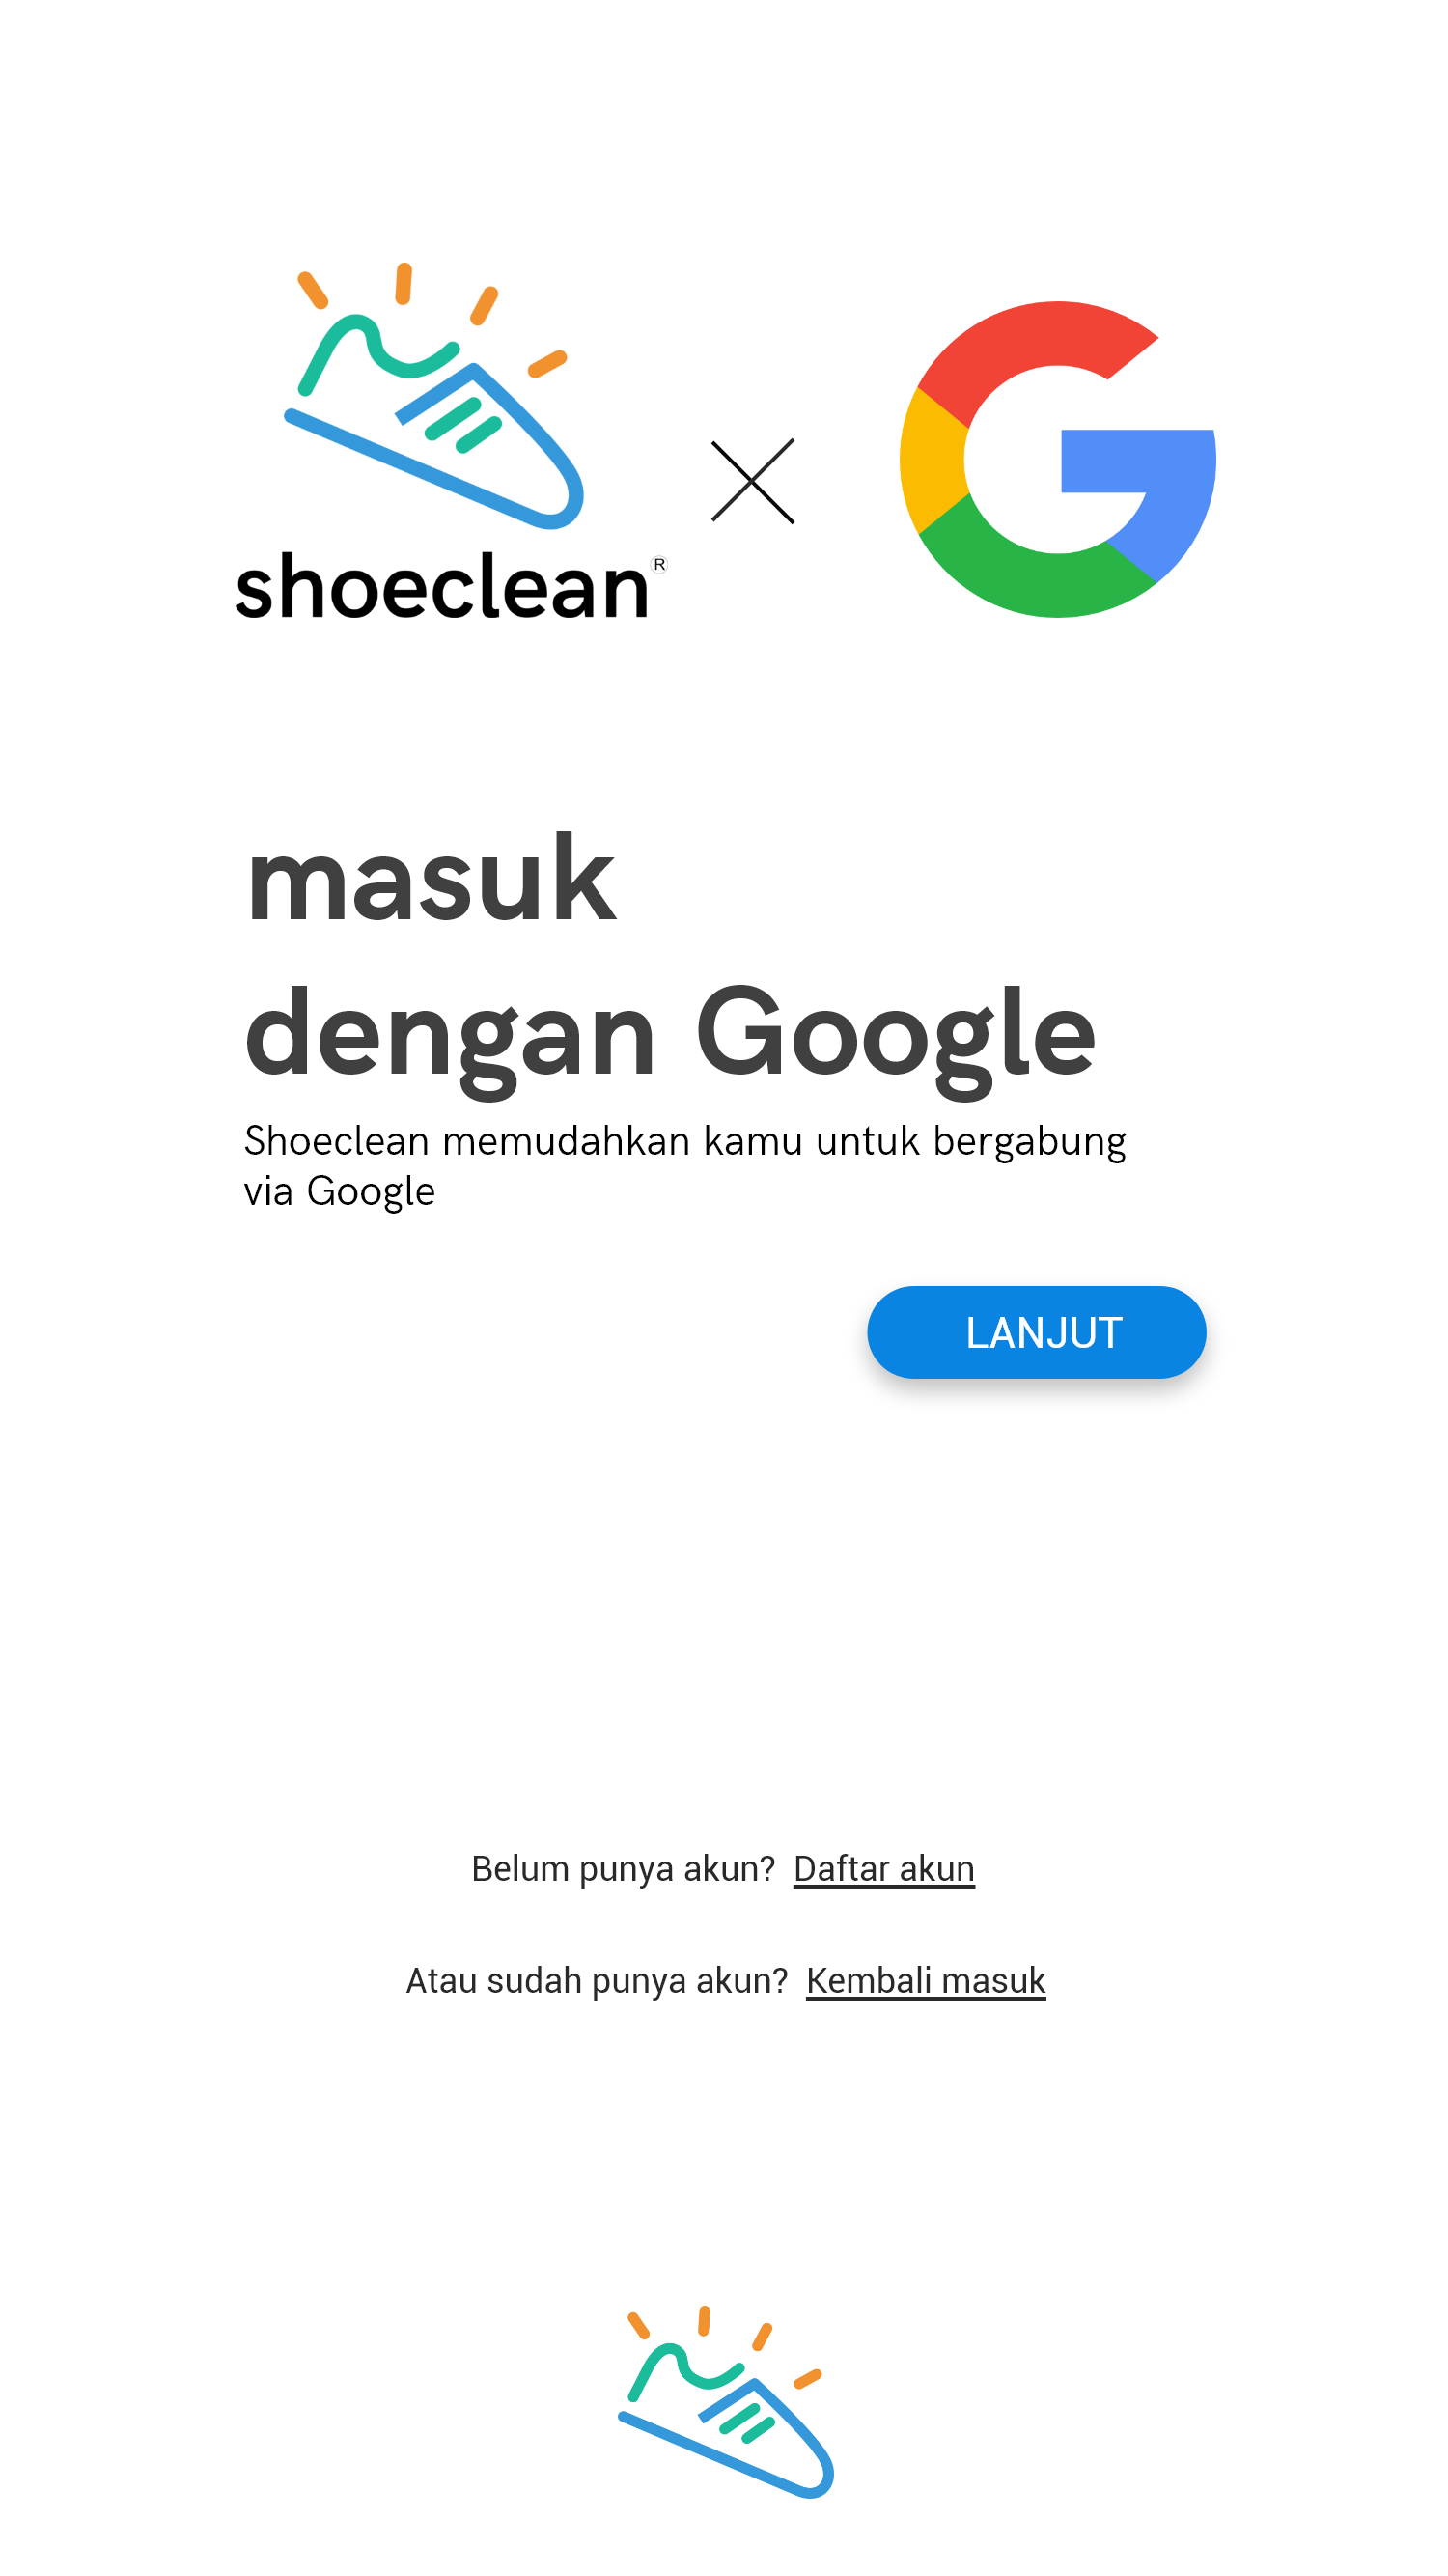 shoeclean®
masuk
dengan Google
Shoeclean memudahkan kamu untuk bergabung
via Google
LANJUT
Belum punya akun? Daftar akun
Atau sudah punya akun? Kembali masuk